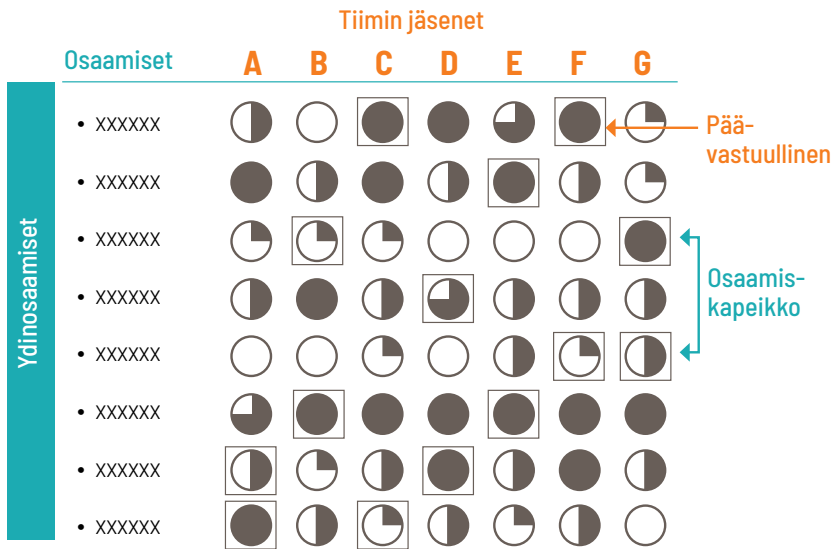 Tiimin jäsenet
Osaamiset A B C D E F G
Ydinosaamiset
• XXXXXX
Pää-
vastuullinen
• XXXXXX
• XXXXXX
Osaamis-
kapeikko
• XXXXXX
• XXXXXX
• XXXXXX
• XXXXXX
• XXXXXX